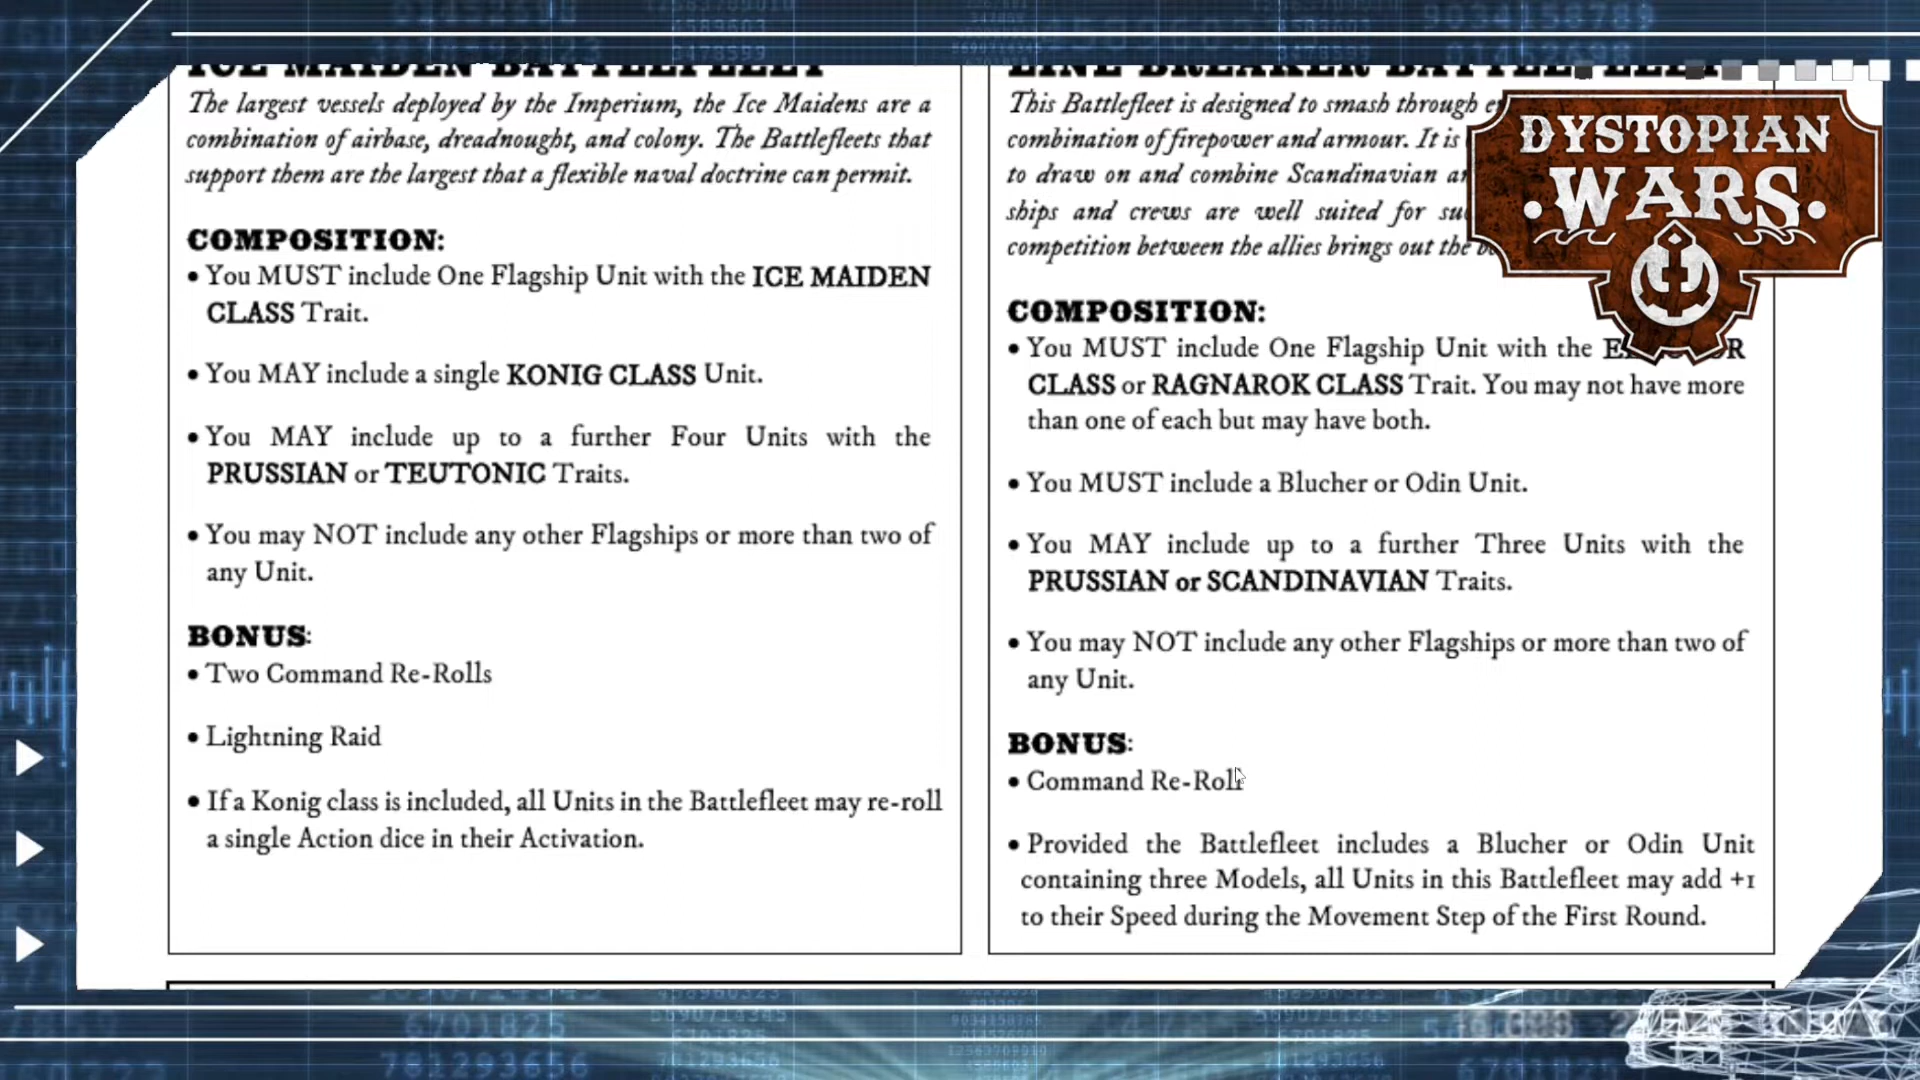 ICE MAIDEN BATTLEFLEET
The largest vessels deployed by the Imperium, the Ice Maidens are a
combination of airbase, dreadnought, and colony. The Battlefleets that
support them are the largest that a flexible naval doctrine can permit.
COMPOSITION:
• You MUST include One Flagship Unit with the ICE MAIDEN
CLASS Trait.
• You MAY include a single KONIG CLASS Unit.
• You MAY include up to a further Four Units with the
PRUSSIAN or TEUTONIC Traits.
• You may NOT include any other Flagships or more than two of
any Unit.
BONUS:
• Two Command Re-Rolls
• Lightning Raid
• If a Konig class is included, all Units in the Battlefleet may re-roll
a single Action dice in their Activation.
LINE BREAKER BATTLEFLEET
This Battlefleet is designed to smash through
combination of firepower and armour. It is
to draw on and combine Scandinavian
ships and crews are well suited for
competition between the allies brings out the
COMPOSITION:
• You MUST include One Flagship Unit with the
CLASS or RAGNAROK CLASS Trait. You may not have more
than one of each but may have both.
• You MUST include a Blucher or Odin Unit.
• You MAY include up to a further Three Units with the
PRUSSIAN or SCANDINAVIAN Traits.
• You may NOT include any other Flagships or more than two of
any Unit.
BONUS:
• Command Re-Roll
• Provided the Battlefleet includes a Blucher or Odin Unit
containing three Models, all Units in this Battlefleet may add +1
to their Speed during the Movement Step of the First Round.
DYSTOPIAN
WARS